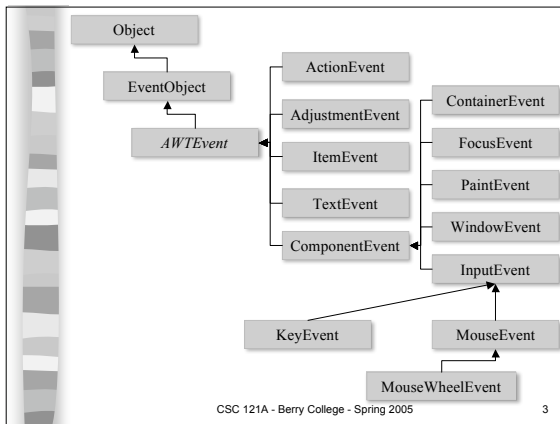 Object
EventObject
AWTEvent
ActionEvent
AdjustmentEvent
ItemEvent
TextEvent
ComponentEvent
ContainerEvent
FocusEvent
PaintEvent
WindowEvent
InputEvent
KeyEvent
MouseEvent
MouseWheelEvent
CSC 121A - Berry College - Spring 2005
3